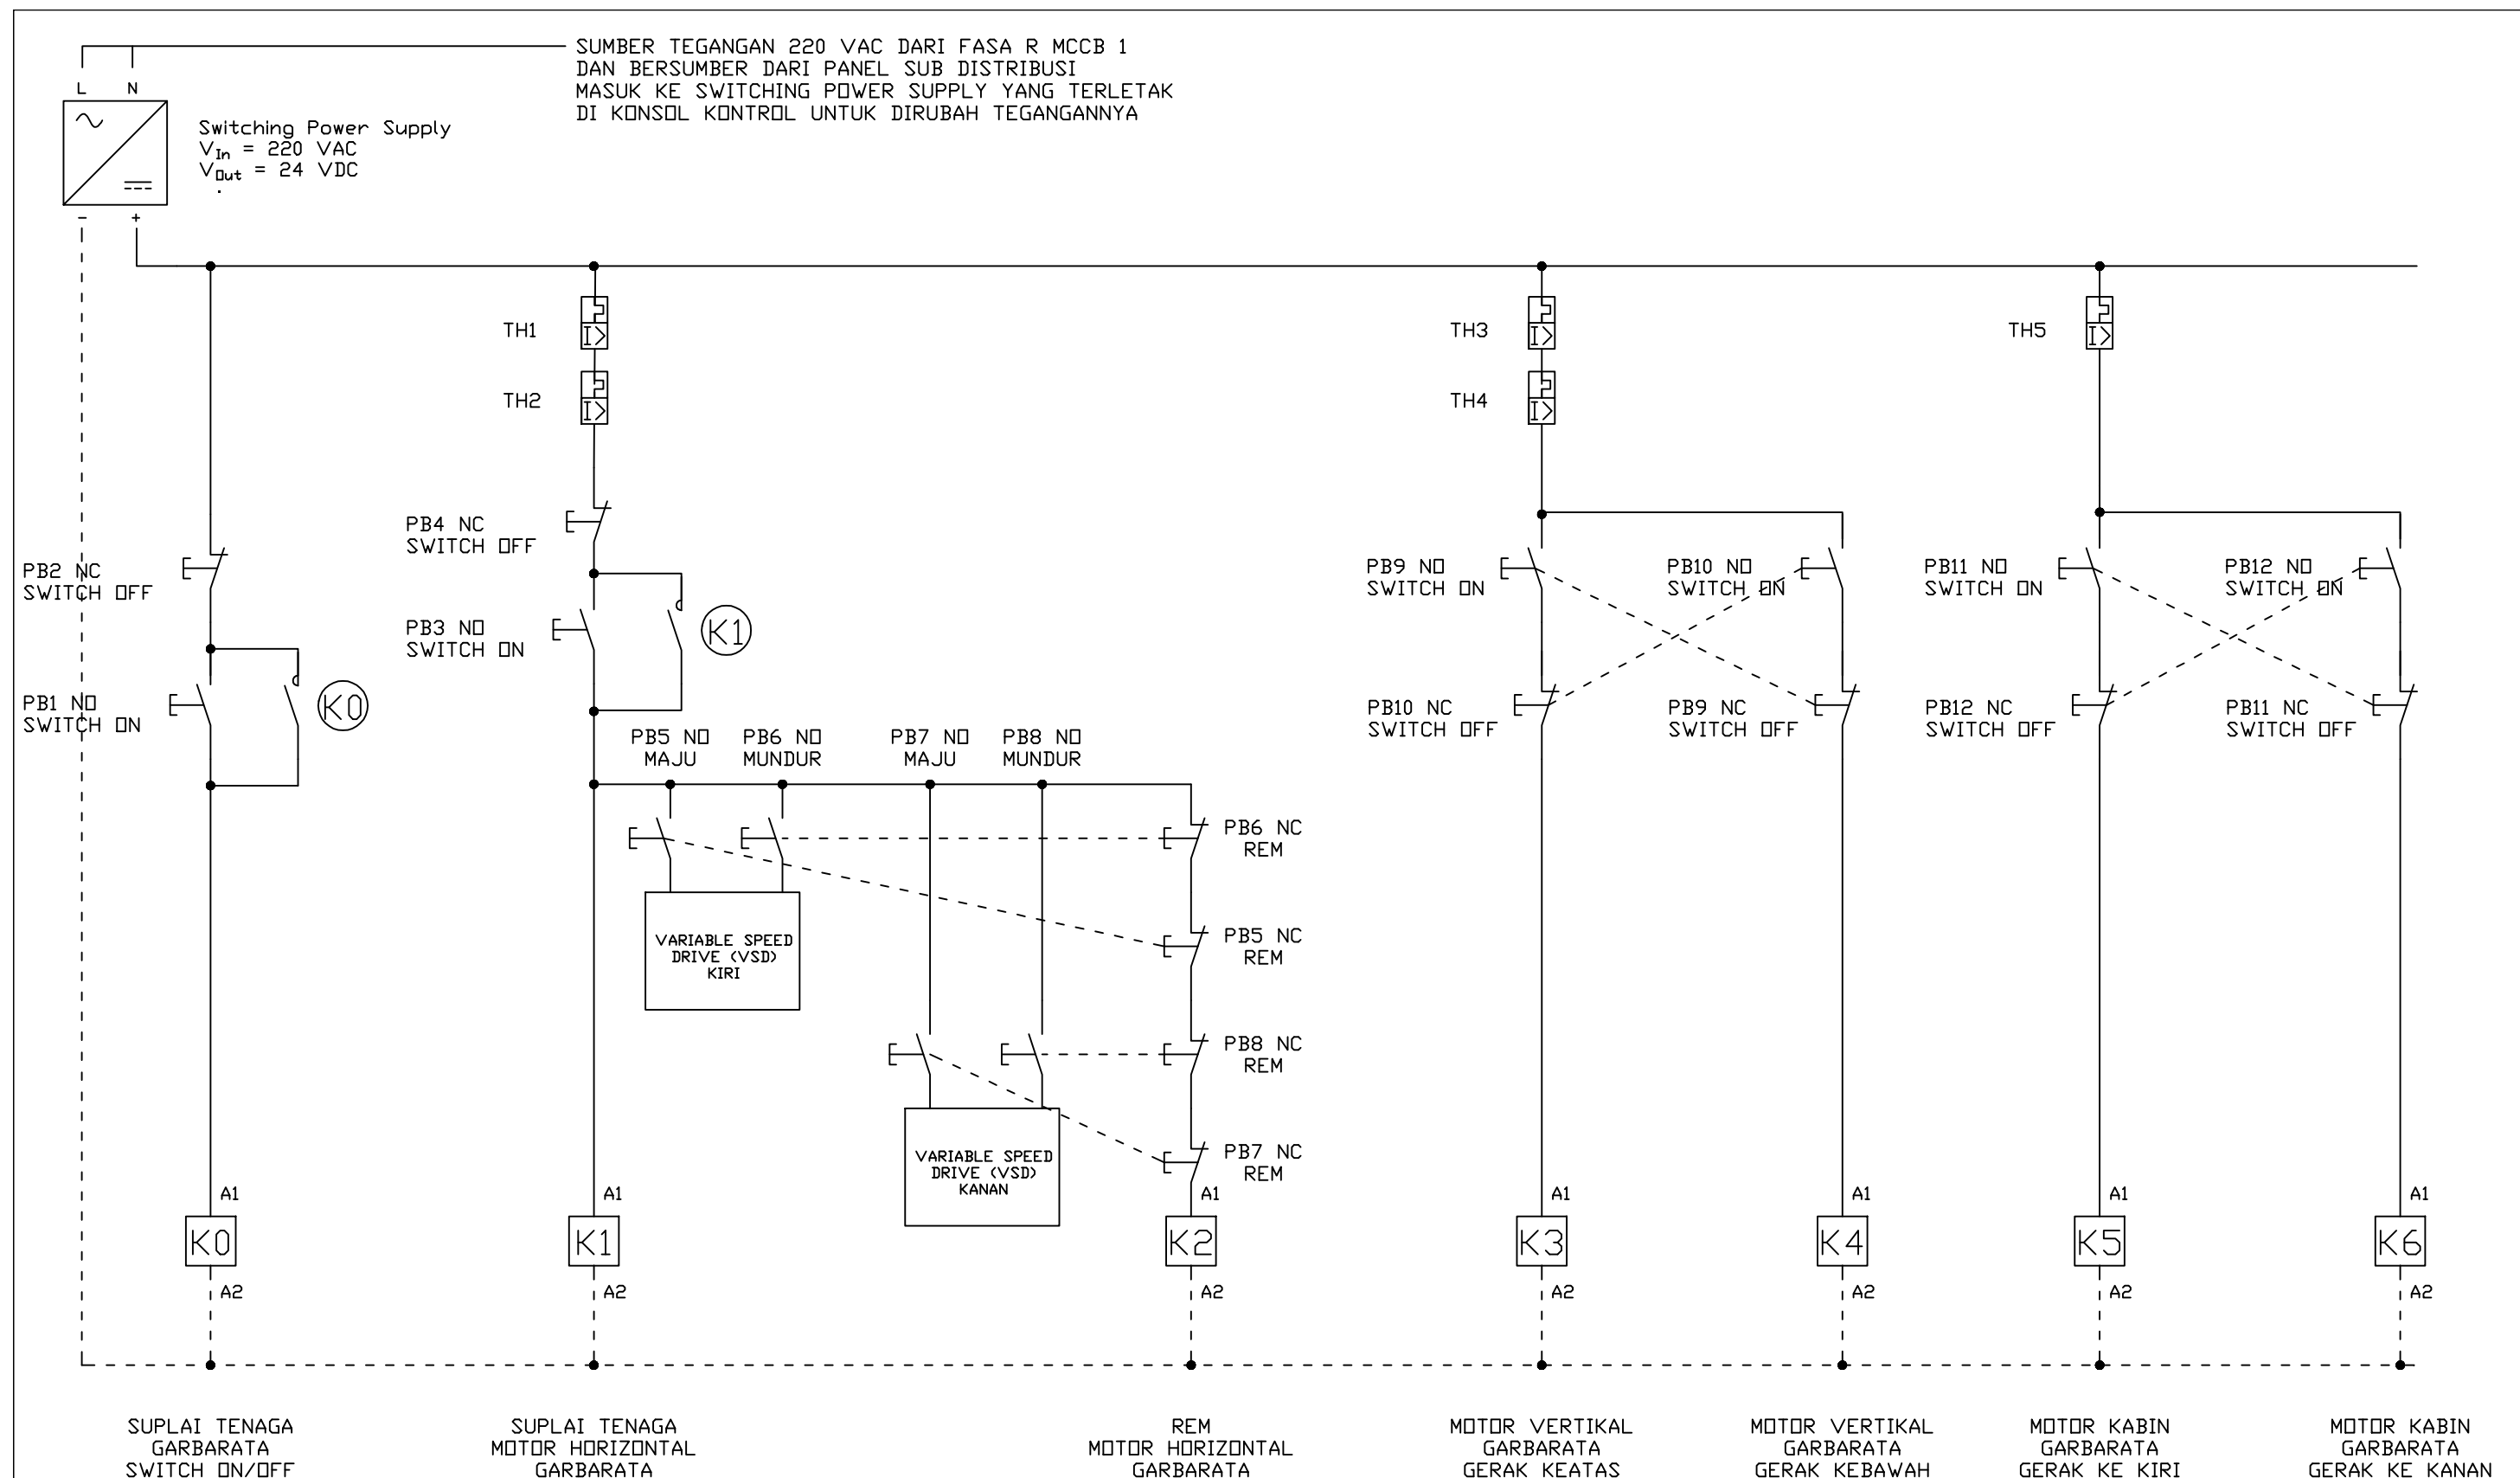 SUMBER TEGANGAN 220 VAC DARI FASA R MCCB 1
DAN BERSUMBER DARI PANEL SUB DISTRIBUSI
MASUK KE SWITCHING POWER SUPPLY YANG TERLETAK
DI KONSOL KONTROL UNTUK DIRUBAH TEGANGANNYA
L N
Switching Power Supply
VIn = 220 VAC
VOut = 24 VDC
- +
TH1
TH2
TH3
TH4
TH5
PB2 NC
SWITCH OFF
PB1 NO
SWITCH ON
K0
PB4 NC
SWITCH OFF
PB3 NO
SWITCH ON
K1
PB5 NO
MAJU
PB6 NO
MUNDUR
PB7 NO
MAJU
PB8 NO
MUNDUR
PB6 NC
REM
PB5 NC
REM
PB8 NC
REM
PB7 NC
REM
VARIABLE SPEED
DRIVE (VSD)
KIRI
VARIABLE SPEED
DRIVE (VSD)
KANAN
PB9 NO
SWITCH ON
PB10 NO
SWITCH ON
PB10 NC
SWITCH OFF
PB9 NC
SWITCH OFF
PB11 NO
SWITCH ON
PB12 NO
SWITCH ON
PB12 NC
SWITCH OFF
PB11 NC
SWITCH OFF
I>
I>
I>
I>
I>
A1 A1 A1 A1 A1 A1 A1
K0 K1 K2 K3 K4 K5 K6
A2 A2 A2 A2 A2 A2 A2
SUPLAI TENAGA
GARBARATA
SWITCH ON/OFF
SUPLAI TENAGA
MOTOR HORIZONTAL
GARBARATA
REM
MOTOR HORIZONTAL
GARBARATA
MOTOR VERTIKAL
GARBARATA
GERAK KEATAS
MOTOR VERTIKAL
GARBARATA
GERAK KEBAWAH
MOTOR KABIN
GARBARATA
GERAK KE KIRI
MOTOR KABIN
GARBARATA
GERAK KE KANAN